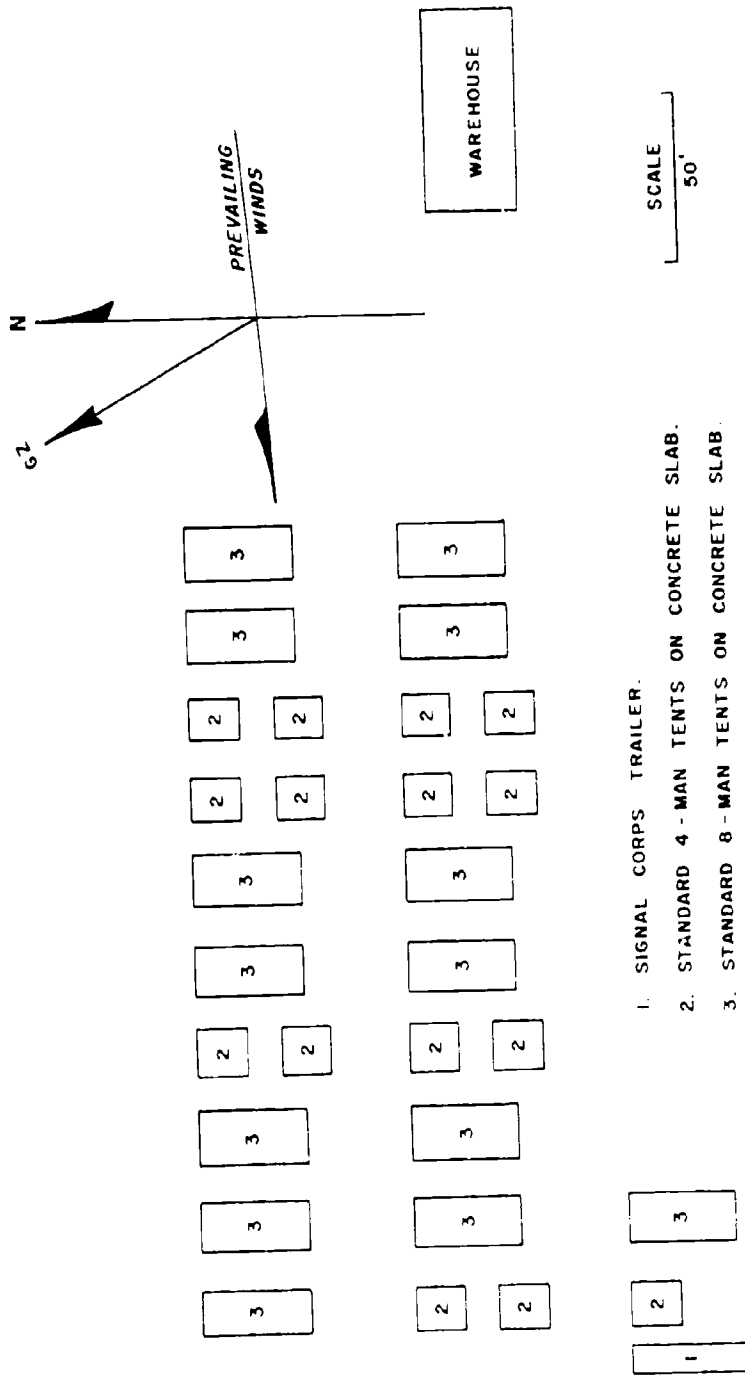 N
GZ
PREVAILING
WINDS
3 3 3 2 3 3 2 2 3 3
2 2 2
2 3 3 2 3 3 2 2 3 3
WAREHOUSE
2 2 2 2
2 3
1
1. SIGNAL CORPS TRAILER.
SCALE
2. STANDARD 4-MAN TENTS ON CONCRETE SLAB.
50'
3. STANDARD 8-MAN TENTS ON CONCRETE SLAB.